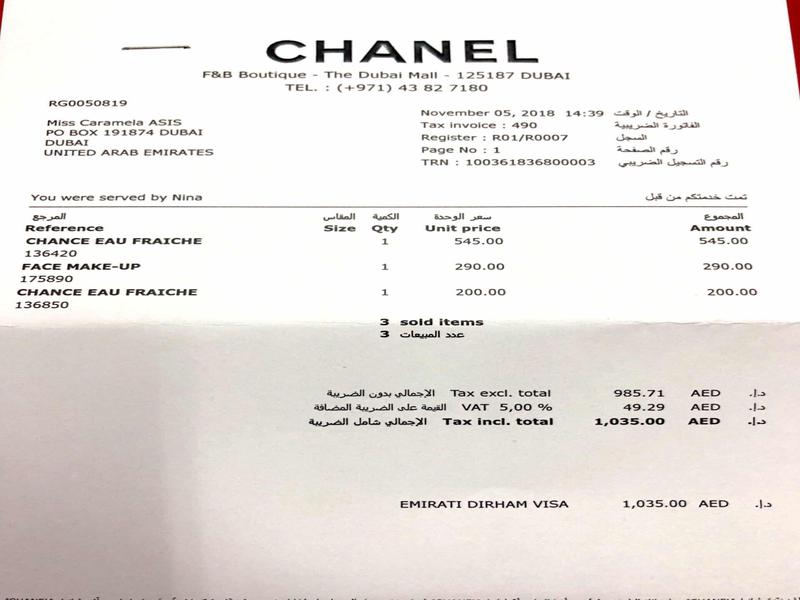 CHANEL
F&B Boutique - The Dubai Mall - 125187 DUBAI
TEL. : (+971) 43 82 7180
RG0050819
Miss Caramela ASIS
PO BOX 191874 DUBAI
DUBAI
UNITED ARAB EMIRATES
November 05, 2018 14:39 التاريخ / الوقت
Tax invoice : 490 الفاتورة الضريبية
Register : R01/R0007 السجل
Page No : 1 رقم الصفحة
TRN : 100361836800003 رقم التسجيل الضريبي
You were served by Nina تمت خدمتكم من قبل
المرجع المقاس الكمية سعر الوحدة المجموع
Reference Size Qty Unit price Amount
CHANCE EAU FRAICHE 1 545.00 545.00
136420
FACE MAKE-UP 1 290.00 290.00
175890
CHANCE EAU FRAICHE 1 200.00 200.00
136850
3 sold items
3 عدد المبيعات
الإجمالي بدون الضريبة Tax excl. total 985.71 AED د.إ.
القيمة على الضريبة المضافة VAT 5,00 % 49.29 AED د.إ.
الإجمالي شامل الضريبة Tax incl. total 1,035.00 AED د.إ.
EMIRATI DIRHAM VISA 1,035.00 AED د.إ.